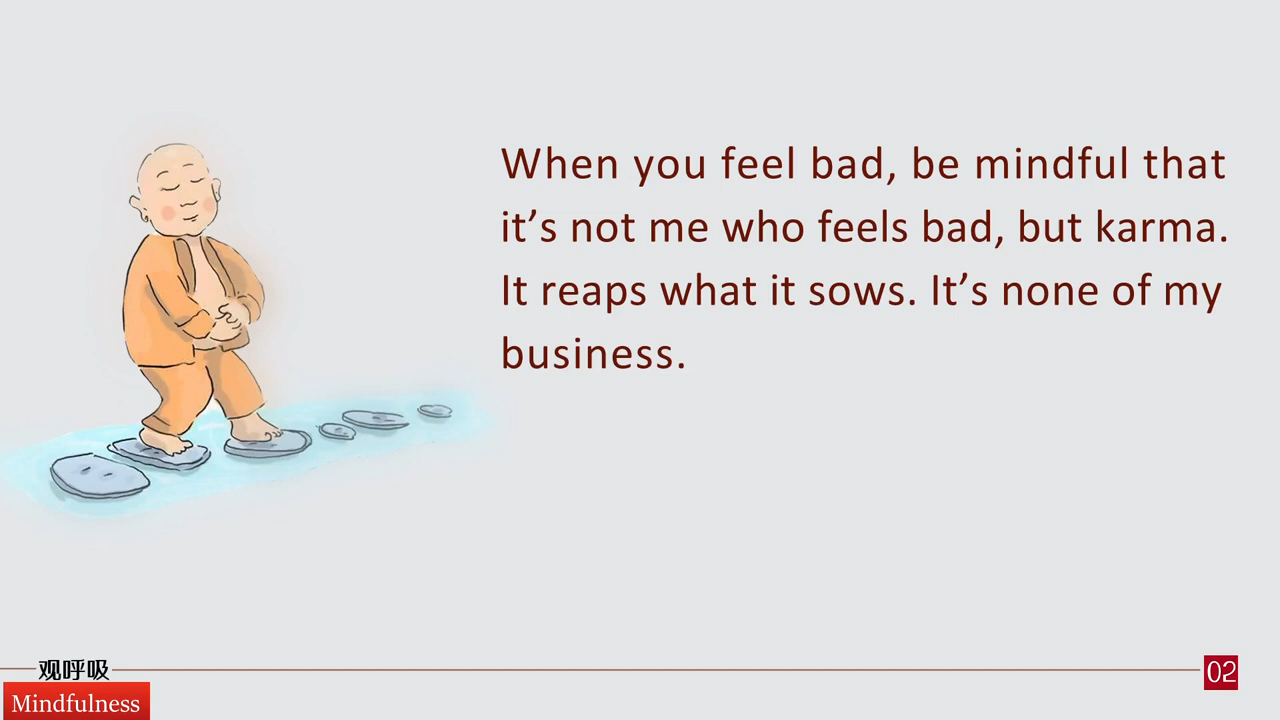 When you feel bad, be mindful that
it’s not me who feels bad, but karma.
It reaps what it sows. It’s none of my
business.
观呼吸
Mindfulness
02